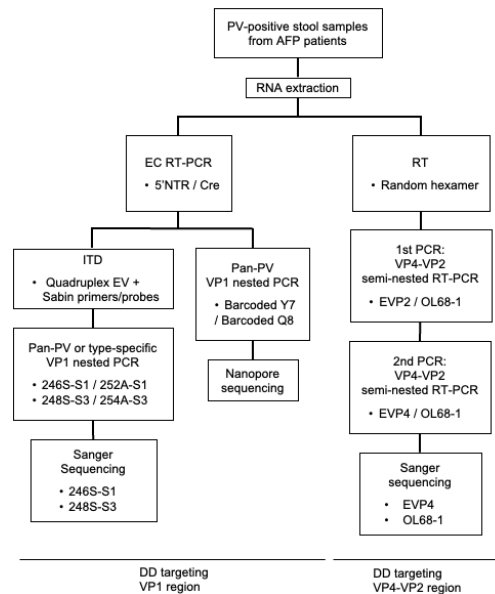 PV-positive stool samples
from AFP patients
RNA extraction
EC RT-PCR
• 5'NTR / Cre
RT
• Random hexamer
ITD
• Quadruplex EV +
Sabin primers/probes
Pan-PV
VP1 nested PCR
• Barcoded Y7
/ Barcoded Q8
1st PCR:
VP4-VP2
semi-nested RT-PCR
• EVP2 / OL68-1
Pan-PV or type-specific
VP1 nested PCR
• 246S-S1 / 252A-S1
• 248S-S3 / 254A-S3
Nanopore
sequencing
2nd PCR:
VP4-VP2
semi-nested RT-PCR
• EVP4 / OL68-1
Sanger
Sequencing
• 246S-S1
• 248S-S3
Sanger
sequencing
• EVP4
• OL68-1
DD targeting
VP1 region
DD targeting
VP4-VP2 region